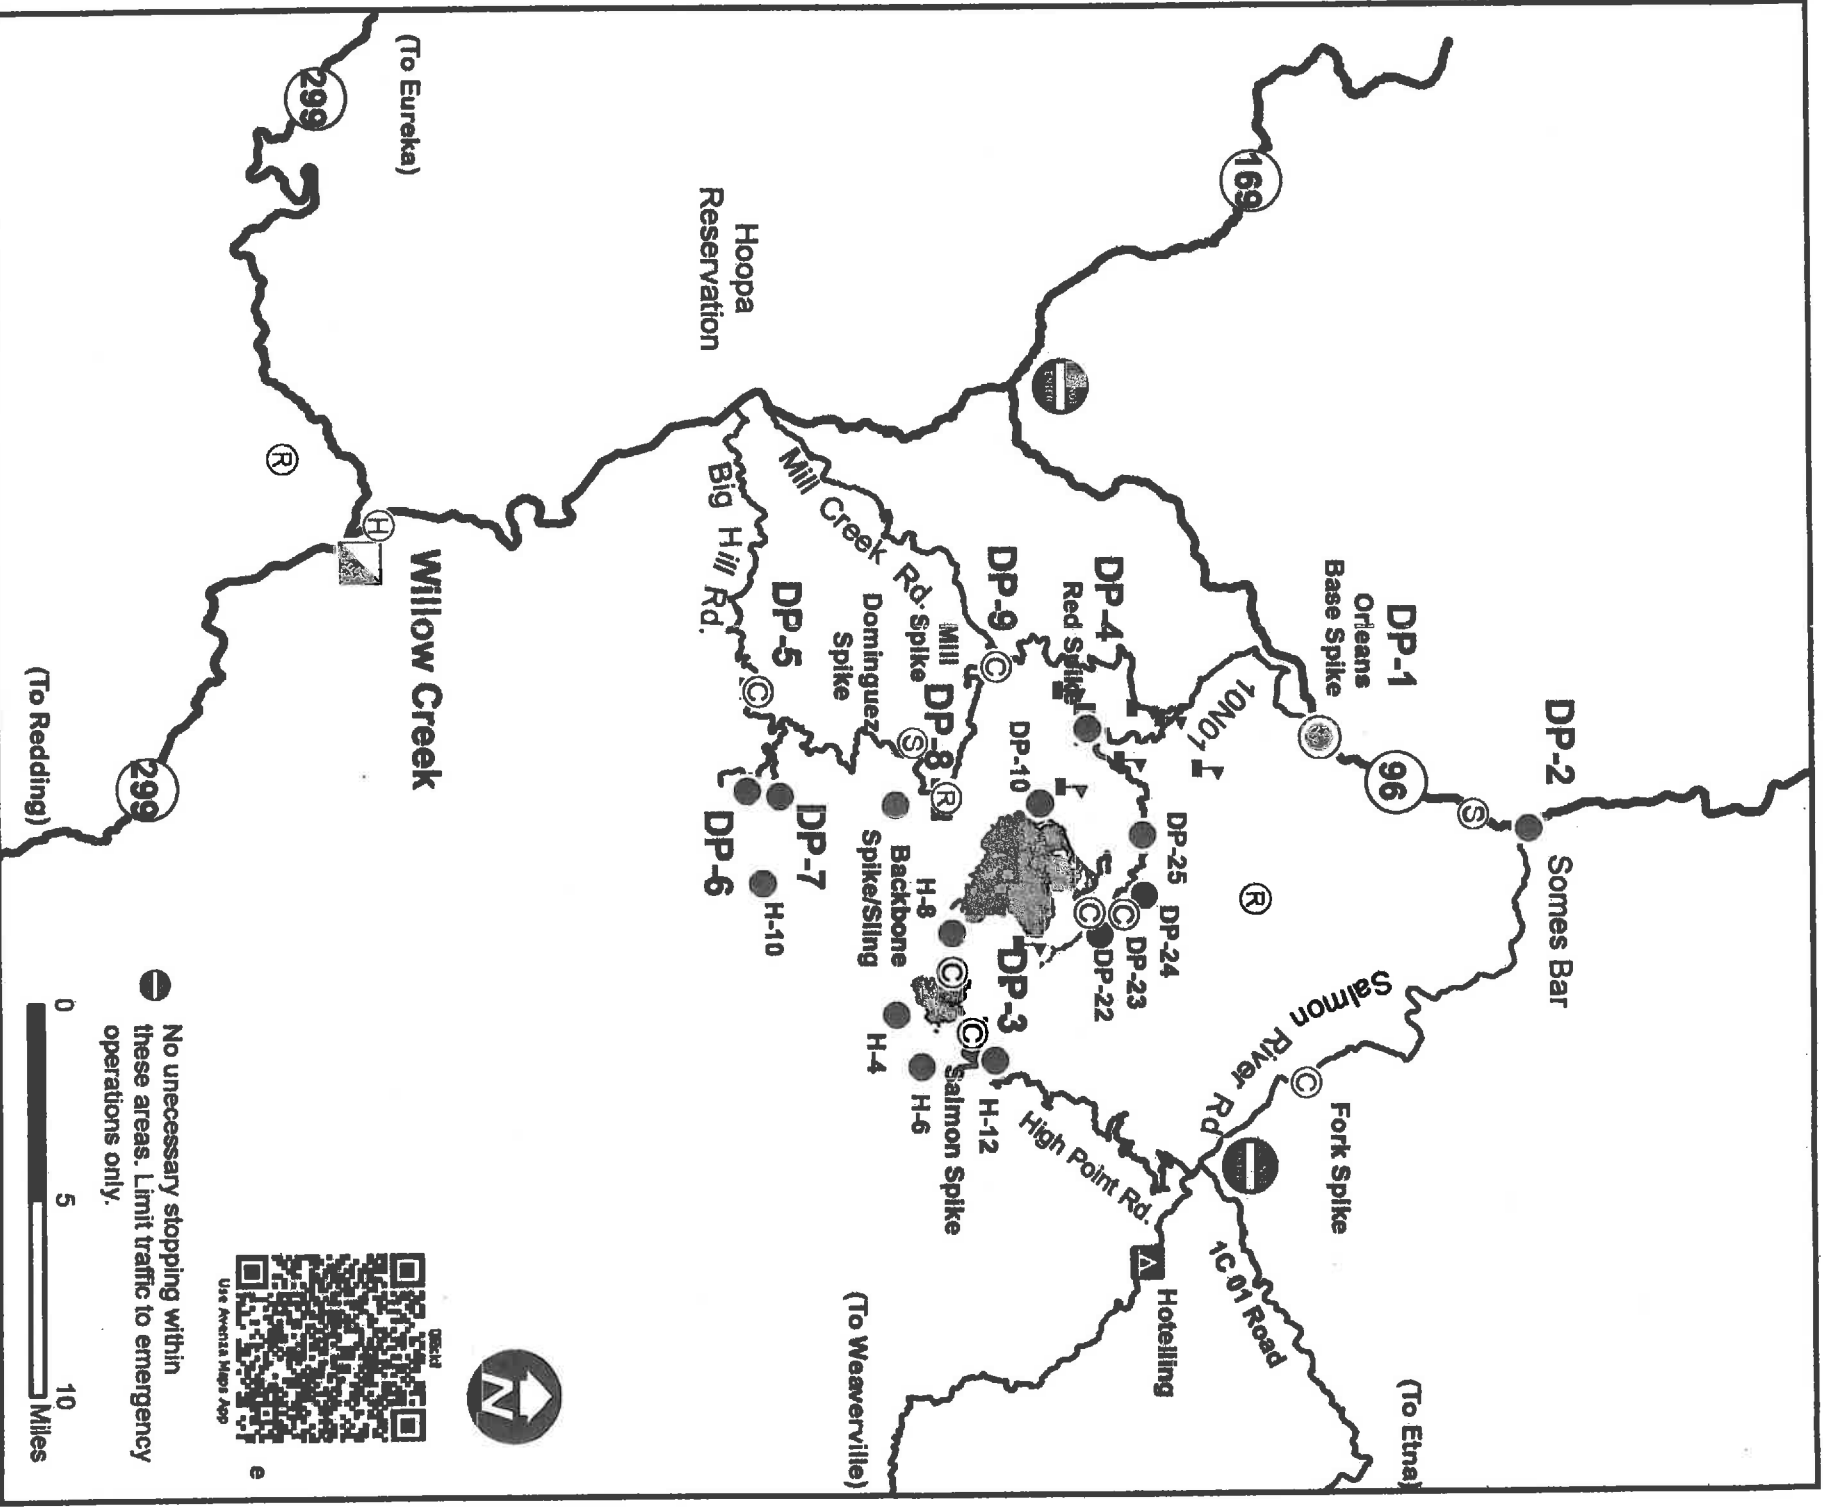 DP-2
Somes Bar
96
DP-1
Orleans
Base Spike
169
10N01
Salmon River Rd
Fork Spike
(To Etna)
1C 01 Road
Hotelling
High Point Rd.
DP-4
Red Spike
DP-25
DP-24
DP-23
DP-22
DP-10
DP-9
DP-3
H-12
Salmon Spike
H-8
H-6
H-4
Mill
Spike
DP-8
Dominguez
Spike
Backbone
Spike/Sling
Mill Creek Rd.
Big Hill Rd.
DP-5
DP-7
DP-6
H-10
Hoopa
Reservation
(To Weaverville)
Willow Creek
(To Eureka)
299
299
(To Redding)
R
R
R
H
S
S
C
C
C
C
C
C
C
N
Use Avenza Maps App
e
No unecessary stopping within
these areas. Limit traffic to emergency
operations only.
0 5 10
Miles